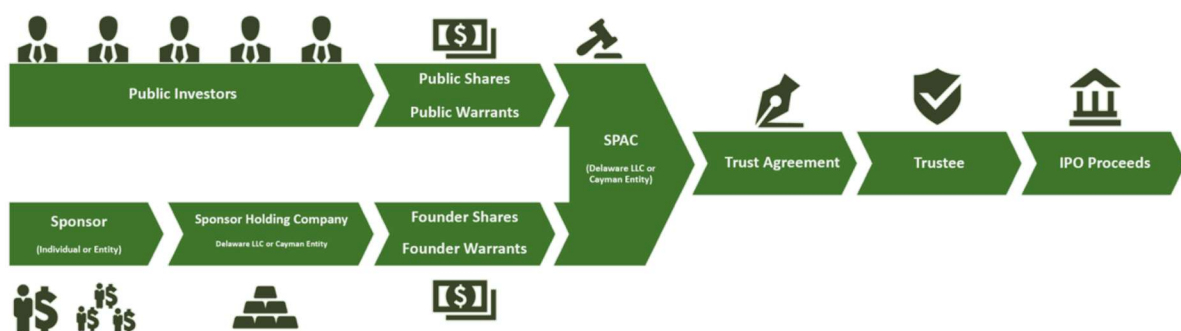 Public Investors
Public Shares
Public Warrants
SPAC
(Delaware LLC or
Cayman Entity)
Trust Agreement
Trustee
IPO Proceeds
Sponsor
(Individual or Entity)
Sponsor Holding Company
Delaware LLC or Cayman Entity
Founder Shares
Founder Warrants